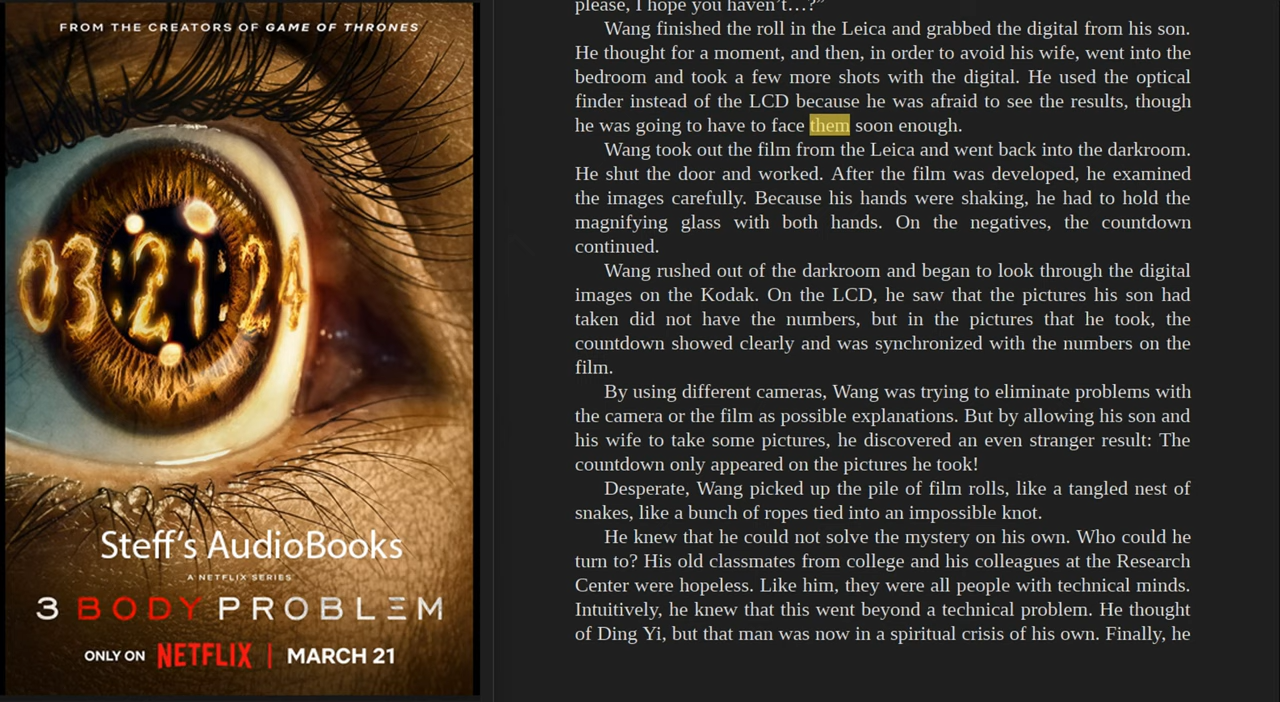 FROM THE CREATORS OF GAME OF THRONES
03:21:24
Steff's AudioBooks
A NETFLIX SERIES
3 BODY PROBLEM
ONLY ON NETFLIX | MARCH 21
please, I hope you haven't…?”
Wang finished the roll in the Leica and grabbed the digital from his son.
He thought for a moment, and then, in order to avoid his wife, went into the
bedroom and took a few more shots with the digital. He used the optical
finder instead of the LCD because he was afraid to see the results, though
he was going to have to face them soon enough.
Wang took out the film from the Leica and went back into the darkroom.
He shut the door and worked. After the film was developed, he examined
the images carefully. Because his hands were shaking, he had to hold the
magnifying glass with both hands. On the negatives, the countdown
continued.
Wang rushed out of the darkroom and began to look through the digital
images on the Kodak. On the LCD, he saw that the pictures his son had
taken did not have the numbers, but in the pictures that he took, the
countdown showed clearly and was synchronized with the numbers on the
film.
By using different cameras, Wang was trying to eliminate problems with
the camera or the film as possible explanations. But by allowing his son and
his wife to take some pictures, he discovered an even stranger result: The
countdown only appeared on the pictures he took!
Desperate, Wang picked up the pile of film rolls, like a tangled nest of
snakes, like a bunch of ropes tied into an impossible knot.
He knew that he could not solve the mystery on his own. Who could he
turn to? His old classmates from college and his colleagues at the Research
Center were hopeless. Like him, they were all people with technical minds.
Intuitively, he knew that this went beyond a technical problem. He thought
of Ding Yi, but that man was now in a spiritual crisis of his own. Finally, he